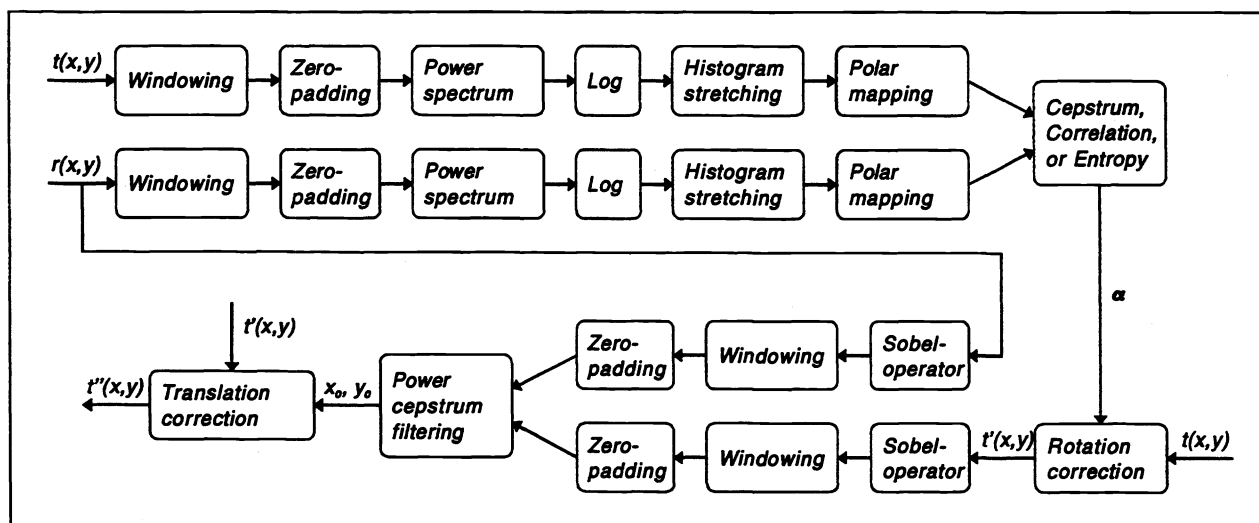 t(x,y)
Windowing
Zero-
padding
Power
spectrum
Log
Histogram
stretching
Polar
mapping
Cepstrum,
Correlation,
or Entropy
r(x,y)
Windowing
Zero-
padding
Power
spectrum
Log
Histogram
stretching
Polar
mapping
α
t'(x,y)
Zero-
padding
Windowing
Sobel-
operator
t''(x,y)
Translation
correction
x₀, y₀
Power
cepstrum
filtering
Zero-
padding
Windowing
Sobel-
operator
t'(x,y)
Rotation
correction
t(x,y)